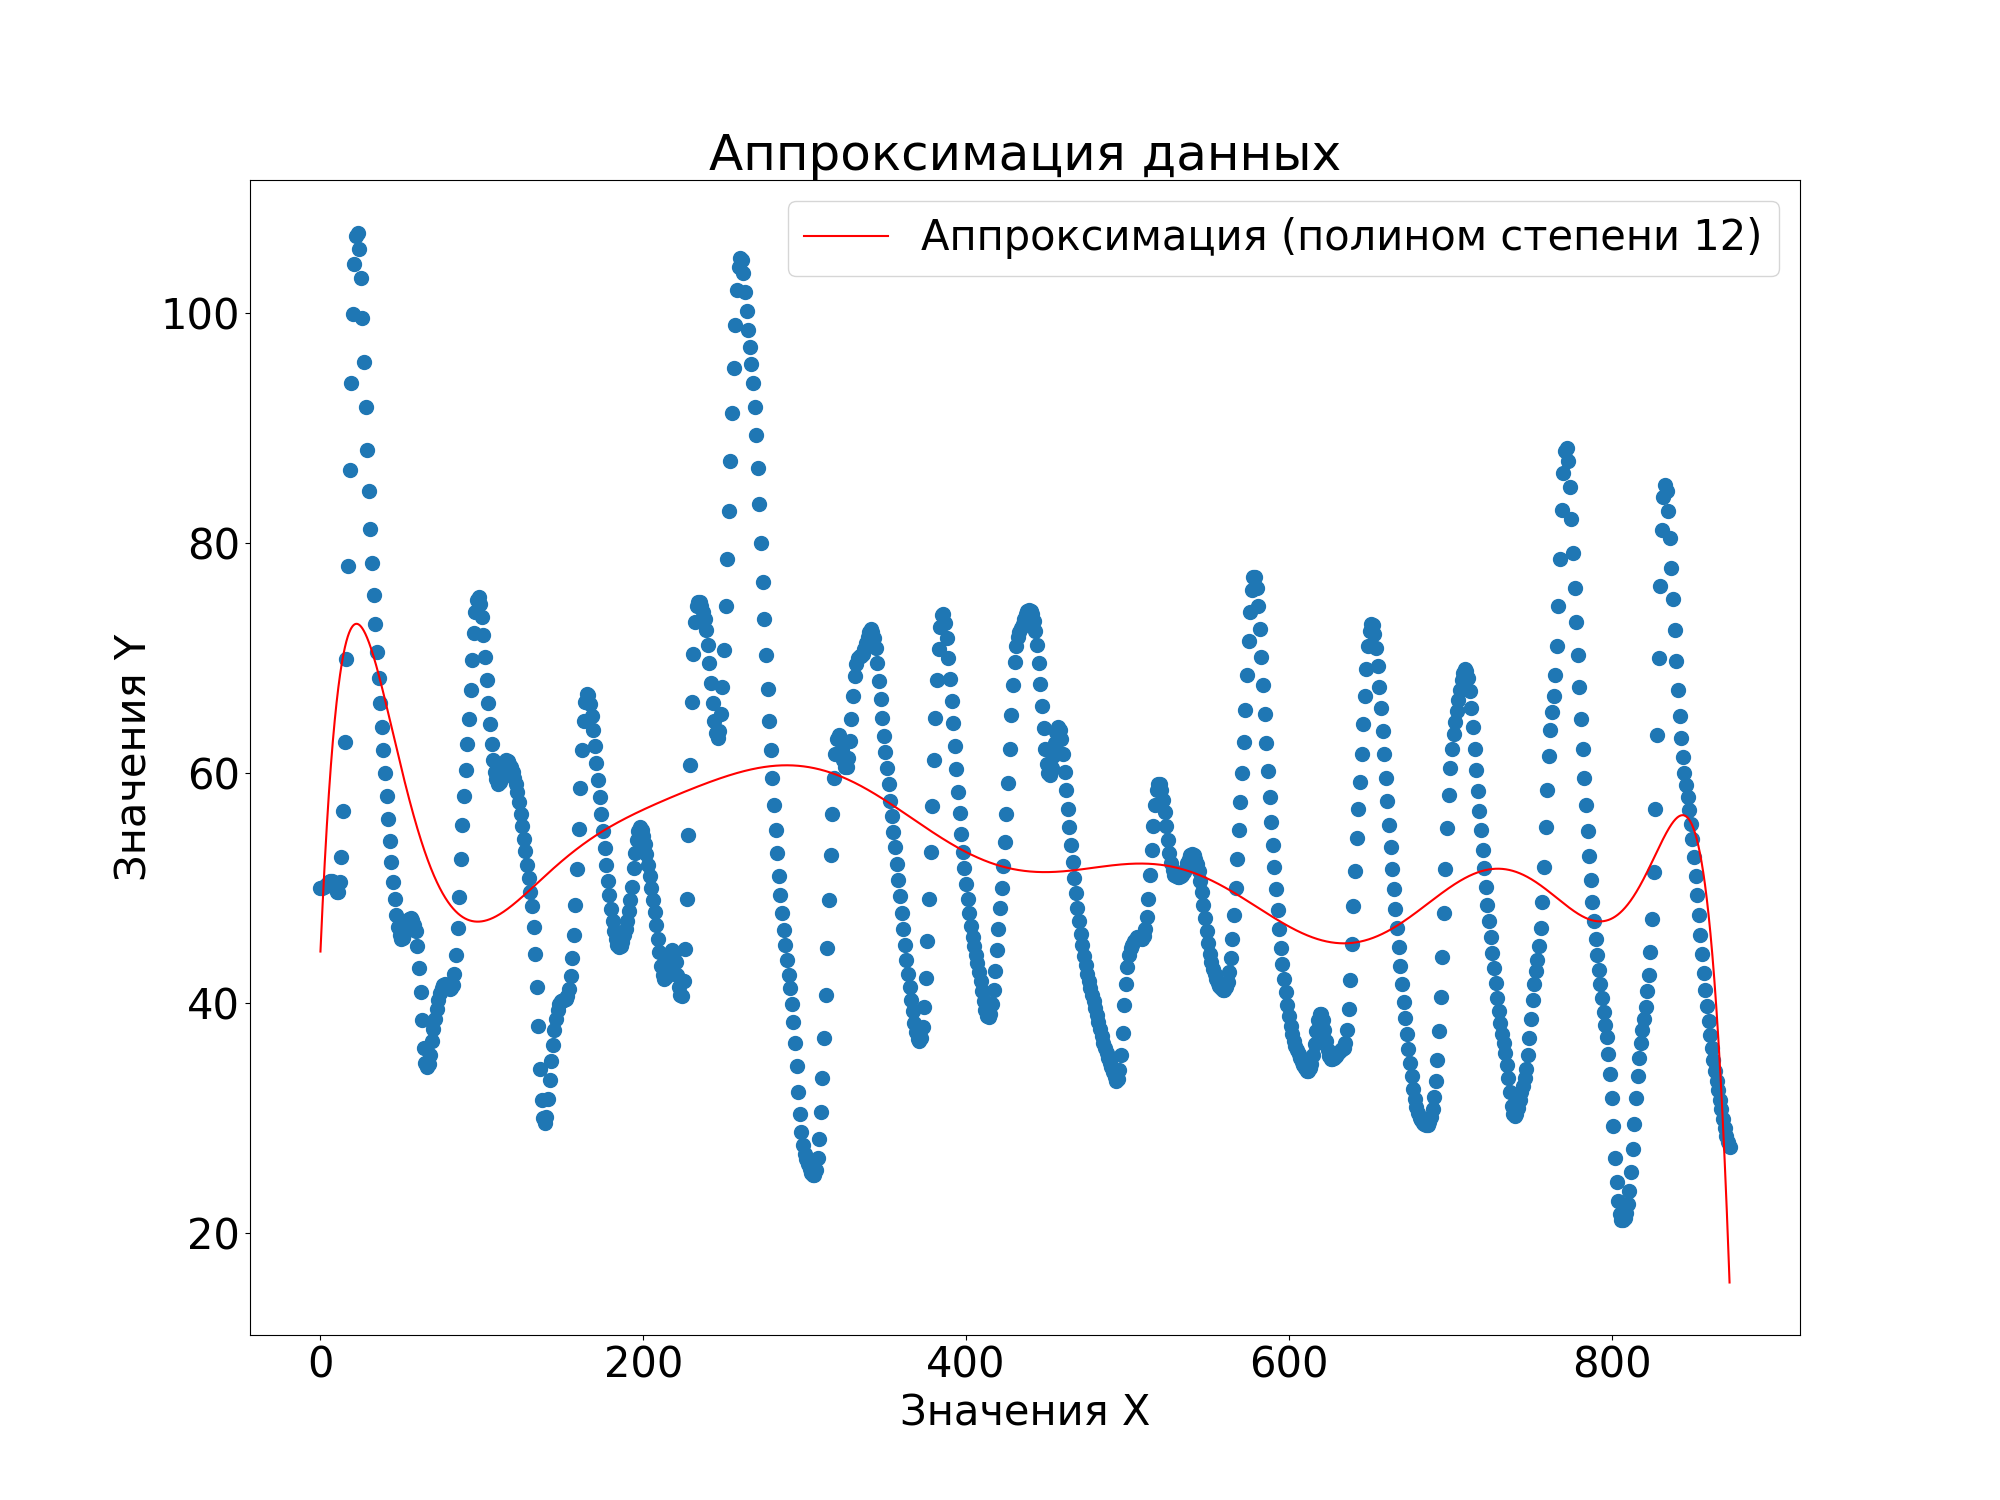 Аппроксимация данных
Аппроксимация (полином степени 12)
100
80
60
40
20
Значения Y
0 200 400 600 800
Значения X